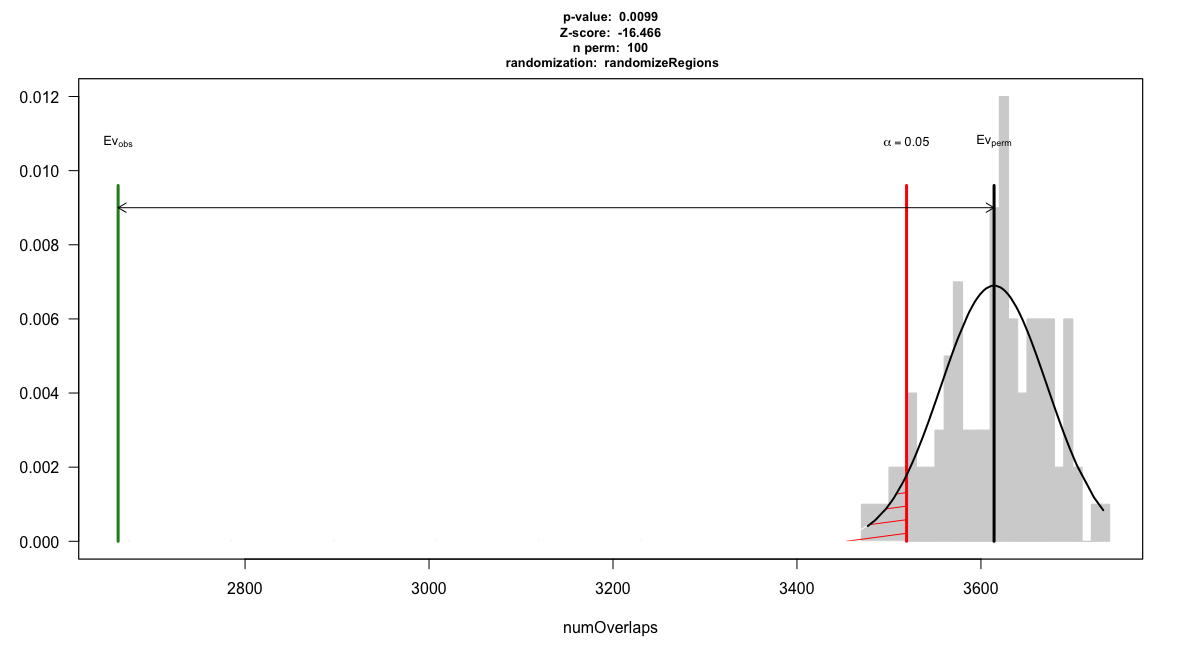 p-value: 0.0099
Z-score: -16.466
n perm: 100
randomization: randomizeRegions
0.012
0.010
0.008
0.006
0.004
0.002
0.000
Evobs
α = 0.05
Evperm
2800
3000
3200
3400
3600
numOverlaps